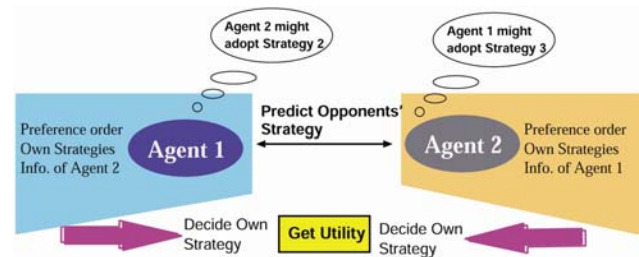 Agent 2 might
adopt Strategy 2
Agent 1 might
adopt Strategy 3
Preference order
Own Strategies
Info. of Agent 2
Agent 1
Predict Opponents'
Strategy
Agent 2
Preference order
Own Strategies
Info. of Agent 1
Decide Own
Strategy
Get Utility
Decide Own
Strategy